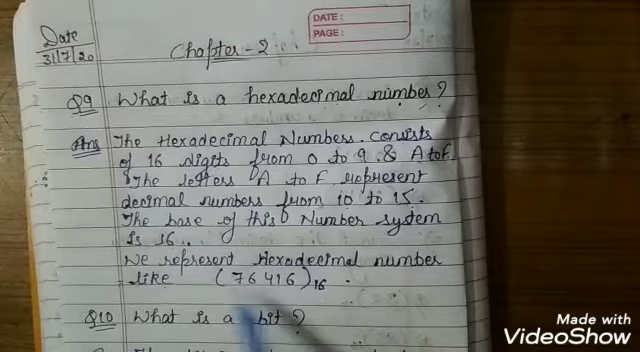 DATE :
PAGE :
Date
31/7/20
Chapter - 2
Q9 What is a hexadecimal number?
Ans The Hexadecimal Numbers. consists
of 16 digits from 0 to 9 & A to F.
The letters A to F represent
decimal numbers from 10 to 15.
The base of this Number system
is 16.
We represent Hexadecimal number
like (76416)16 .
Q10 What is a bit?
Made with
VideoShow